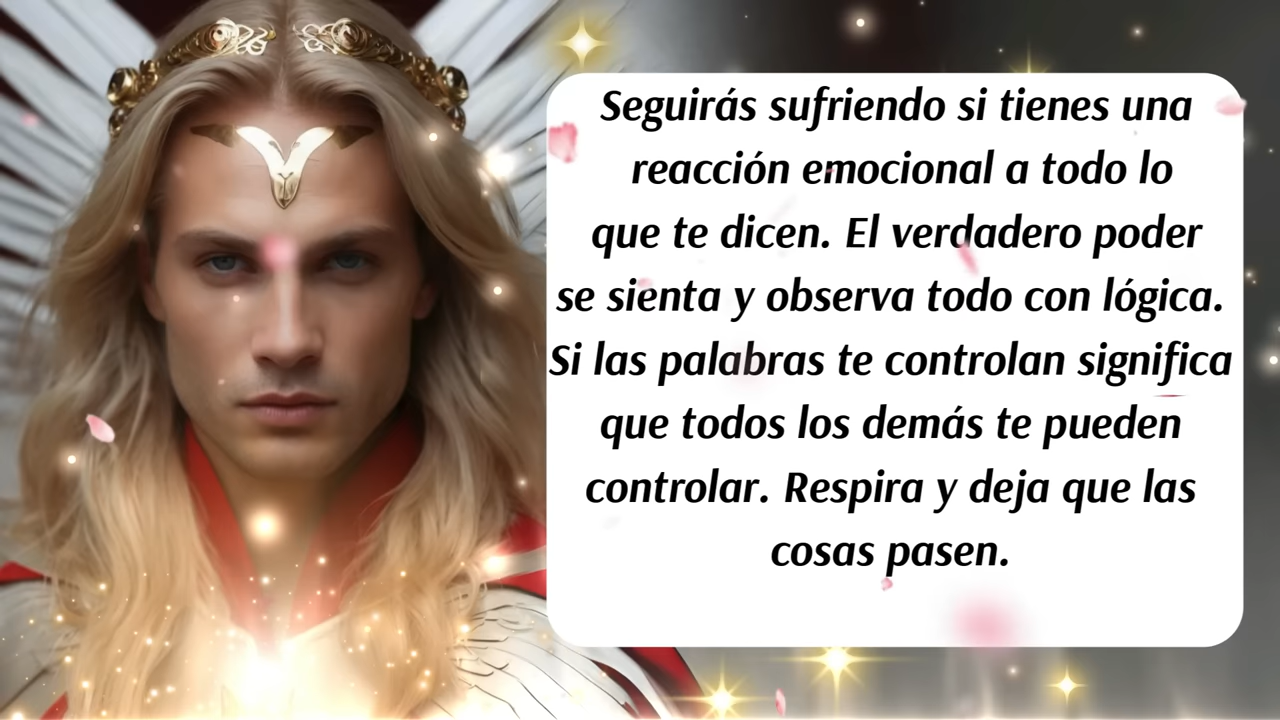 Seguirás sufriendo si tienes una
reacción emocional a todo lo
que te dicen. El verdadero poder
se sienta y observa todo con lógica.
Si las palabras te controlan significa
que todos los demás te pueden
controlar. Respira y deja que las
cosas pasen.